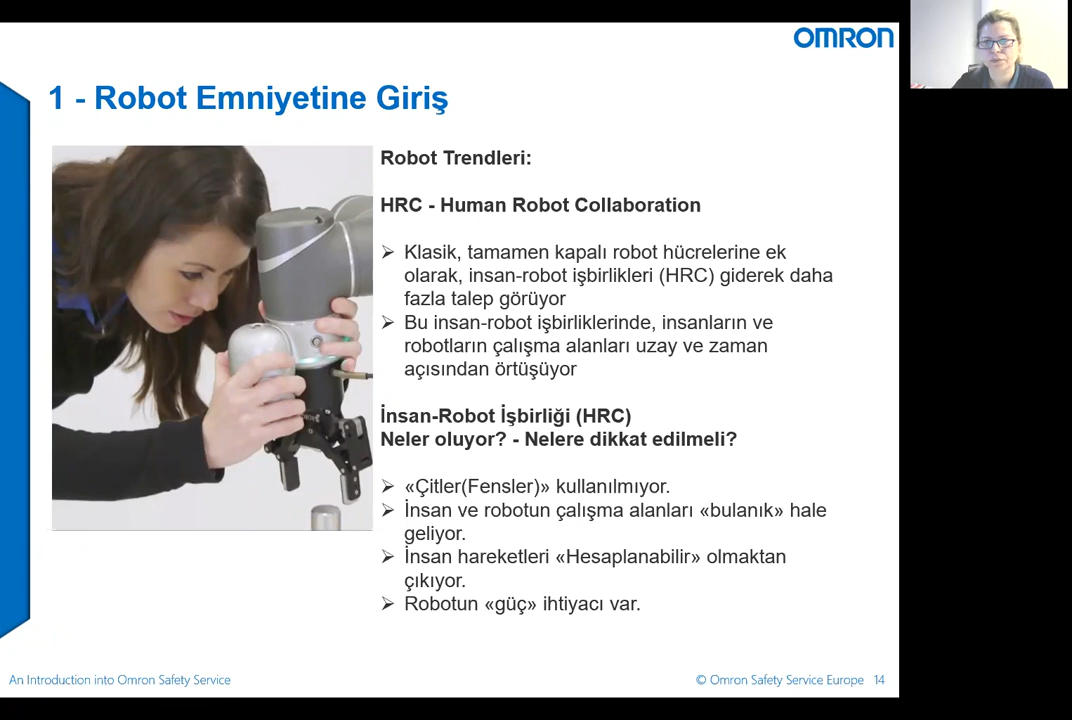 OMRON
1 - Robot Emniyetine Giriş
Robot Trendleri:
HRC - Human Robot Collaboration
➢ Klasik, tamamen kapalı robot hücrelerine ek
olarak, insan-robot işbirlikleri (HRC) giderek daha
fazla talep görüyor
➢ Bu insan-robot işbirliklerinde, insanların ve
robotların çalışma alanları uzay ve zaman
açısından örtüşüyor
İnsan-Robot İşbirliği (HRC)
Neler oluyor? - Nelere dikkat edilmeli?
➢ «Çitler(Fensler)» kullanılmıyor.
➢ İnsan ve robotun çalışma alanları «bulanık» hale
geliyor.
➢ İnsan hareketleri «Hesaplanabilir» olmaktan
çıkıyor.
➢ Robotun «güç» ihtiyacı var.
An Introduction into Omron Safety Service
© Omron Safety Service Europe 14